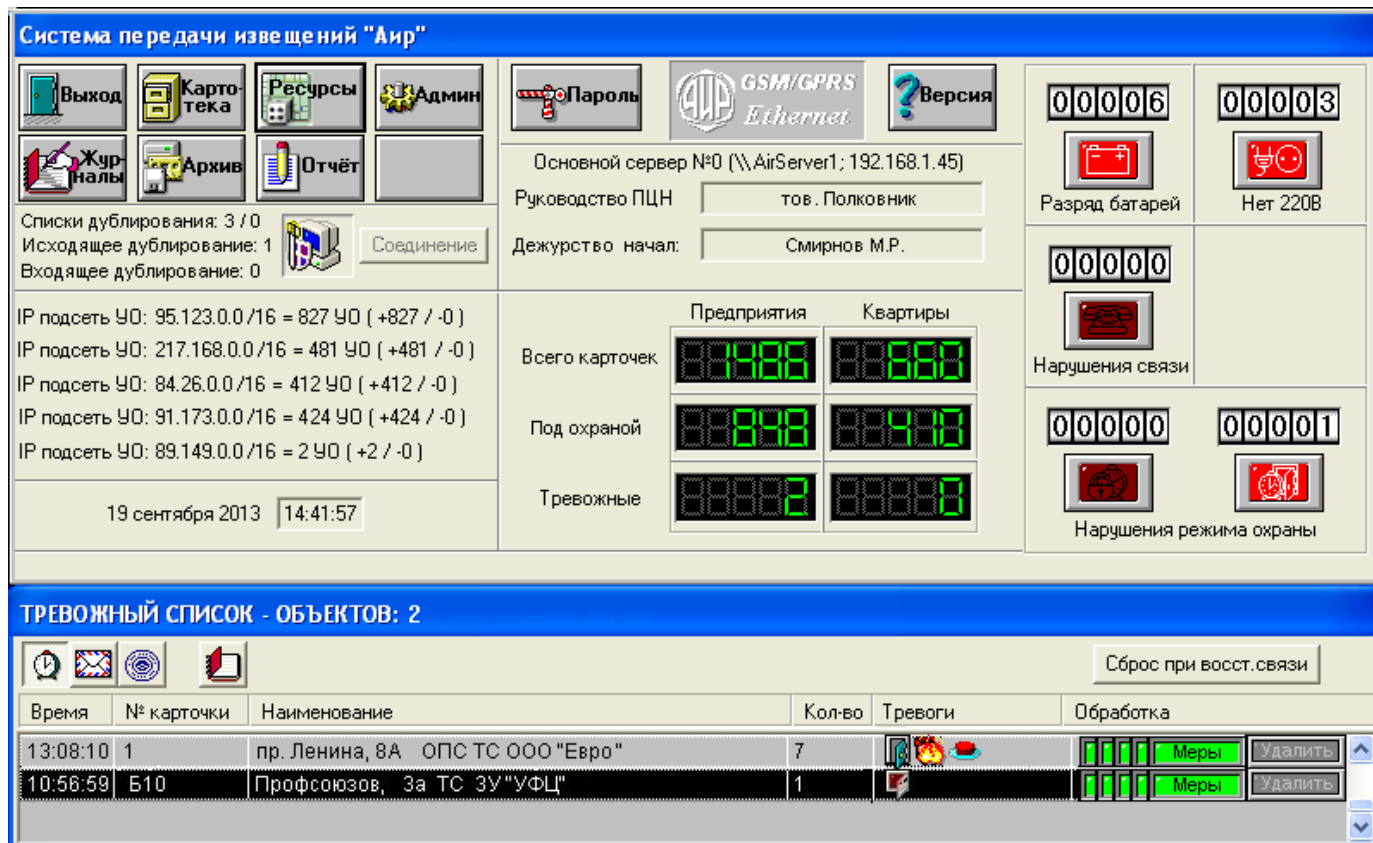 Система передачи извещений "Аир"
Выход
Карто-
тека
Ресурсы
Админ
Пароль
АИР
GSM/GPRS
Ethernet
Версия
Жур-
налы
Архив
Отчёт
Списки дублирования: 3 / 0
Исходящее дублирование: 1
Входящее дублирование: 0
Соединение
Основной сервер №0 (\\AirServer1; 192.168.1.45)
Руководство ПЦН тов. Полковник
Дежурство начал: Смирнов М.Р.
IP подсеть УО: 95.123.0.0/16 = 827 УО ( +827 / -0 )
IP подсеть УО: 217.168.0.0/16 = 481 УО ( +481 / -0 )
IP подсеть УО: 84.26.0.0/16 = 412 УО ( +412 / -0 )
IP подсеть УО: 91.173.0.0/16 = 424 УО ( +424 / -0 )
IP подсеть УО: 89.149.0.0/16 = 2 УО ( +2 / -0 )
19 сентября 2013 14:41:57
Предприятия Квартиры
Всего карточек 1486 660
Под охраной 848 410
Тревожные 2 0
00006 00003
Разряд батарей Нет 220В
00000
Нарушения связи
00000 00001
Нарушения режима охраны
ТРЕВОЖНЫЙ СПИСОК - ОБЪЕКТОВ: 2
Сброс при восст.связи
Время № карточки Наименование Кол-во Тревоги Обработка
13:08:10 1 пр. Ленина, 8А ОПС ТС ООО "Евро" 7 Меры Удалить
10:56:59 Б10 Профсоюзов, 3а ТС ЗУ "УФЦ" 1 Меры Удалить